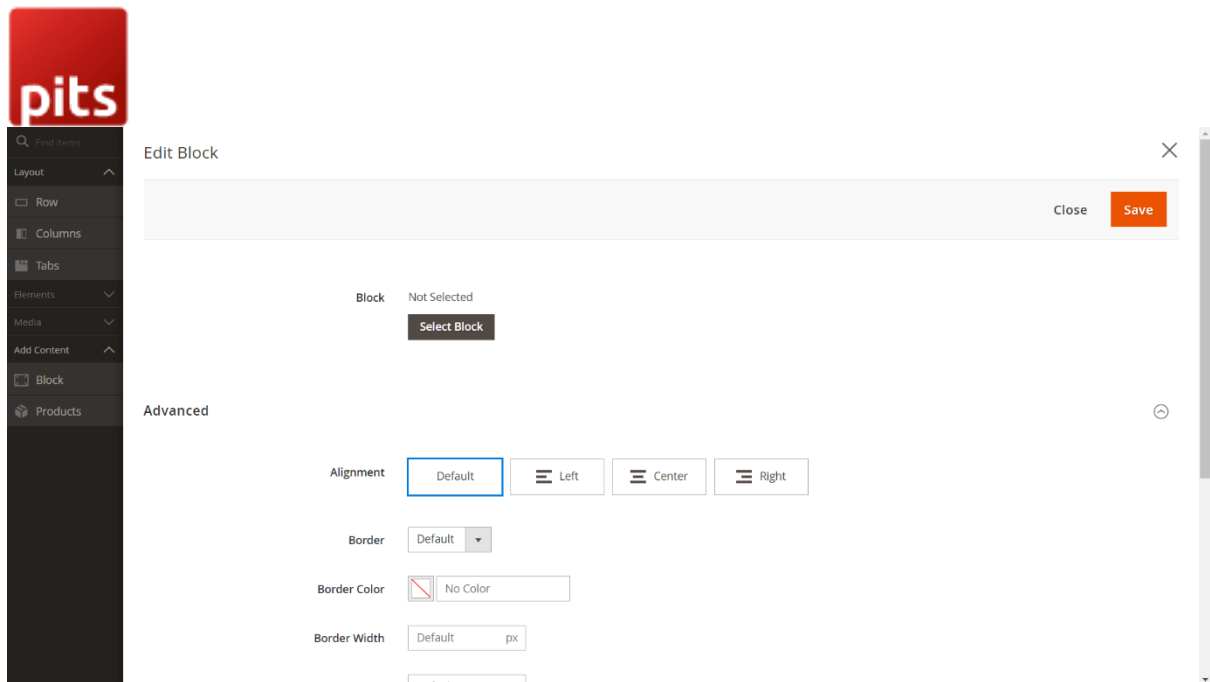 pits
Find items
Edit Block
Layout
Row
Close
Save
Columns
Tabs
Elements
Block
Not Selected
Media
Select Block
Add Content
Block
Products
Advanced
Alignment
Default
Left
Center
Right
Border
Default
Border Color
No Color
Border Width
Default
px